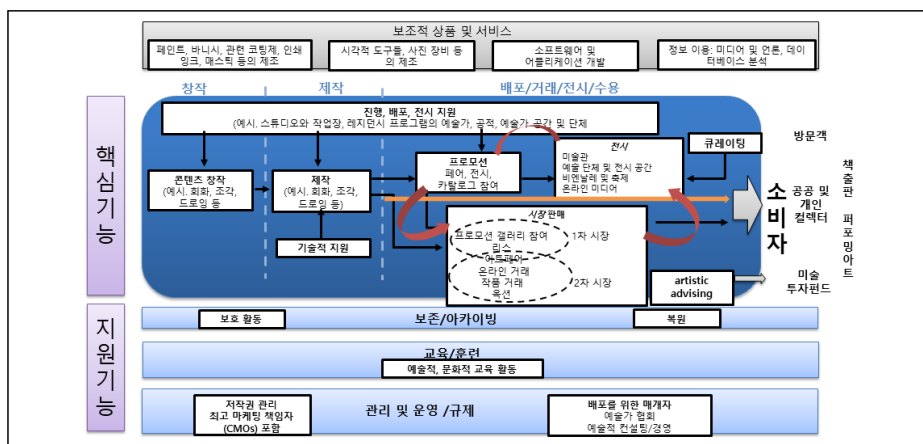 보조적 상품 및 서비스
페인트, 바니시, 관련 코팅제, 인쇄
잉크, 매스틱 등의 제조
시각적 도구들, 사진 장비 등
의 제조
소프트웨어 및
어플리케이션 개발
정보 이용: 미디어 및 언론, 데이
터베이스 분석
창작
제작
배포/거래/전시/수용
핵심기능
진행, 배포, 전시 지원
(예시, 스튜디오와 작업장, 레지던시 프로그램의 예술가, 공적, 예술가 공간 및 단체
콘텐츠 창작
(예시, 회화, 조각,
드로잉 등
제작
(예시, 회화, 조각,
드로잉 등)
기술적 지원
프로모션
페어, 전시,
카탈로그 참여
전시
미술관
예술 단체 및 전시 공간
비엔날레 및 축제
온라인 미디어
큐레이팅
시장 판매
프로모션 갤러리 참여
리스
1차 시장
아트페어
온라인 거래
작품 거래
옥션
2차 시장
artistic
advising
소비자
방문객
공공 및
개인
컬렉터
미술
투자펀드
책출판 퍼포밍아트
지원기능
보호 활동
보존/아카이빙
복원
교육/훈련
예술적, 문화적 교육 활동
저작권 관리
최고 마케팅 책임자
(CMOs) 포함
관리 및 운영 /규제
배포를 위한 매개자
예술가 협회
예술적 컨설팅/경영